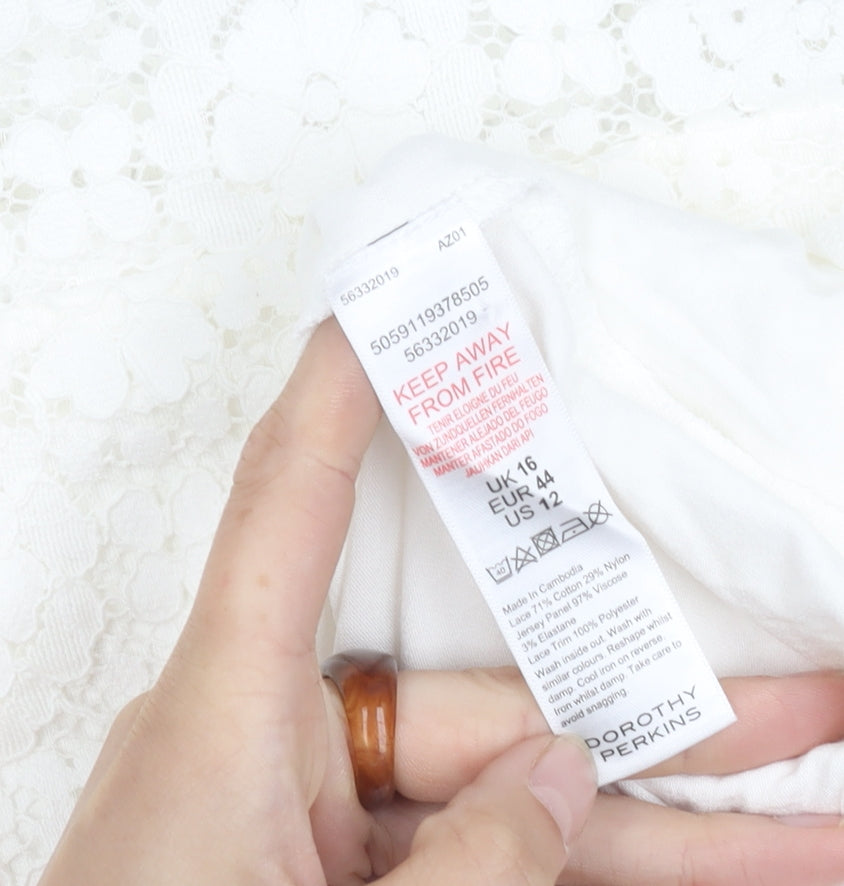 56332019 AZ01
5059119378505
56332019
KEEP AWAY
FROM FIRE
TENIR ELOIGNE DU FEU
VON ZUNDQUELLEN FERNHALTEN
MANTENER ALEJADO DEL FUEGO
MANTER AFASTADO DO FOGO
JAUHKAN DARI API
UK 16
EUR 44
US 12
40
Made In Cambodia
Lace 71% Cotton 29% Nylon
Jersey Panel 97% Viscose
3% Elastane
Lace Trim 100% Polyester
Wash inside out. Wash with
similar colours. Reshape whilst
damp. Cool iron on reverse.
Iron whilst damp. Take care to
avoid snagging
DOROTHY
PERKINS